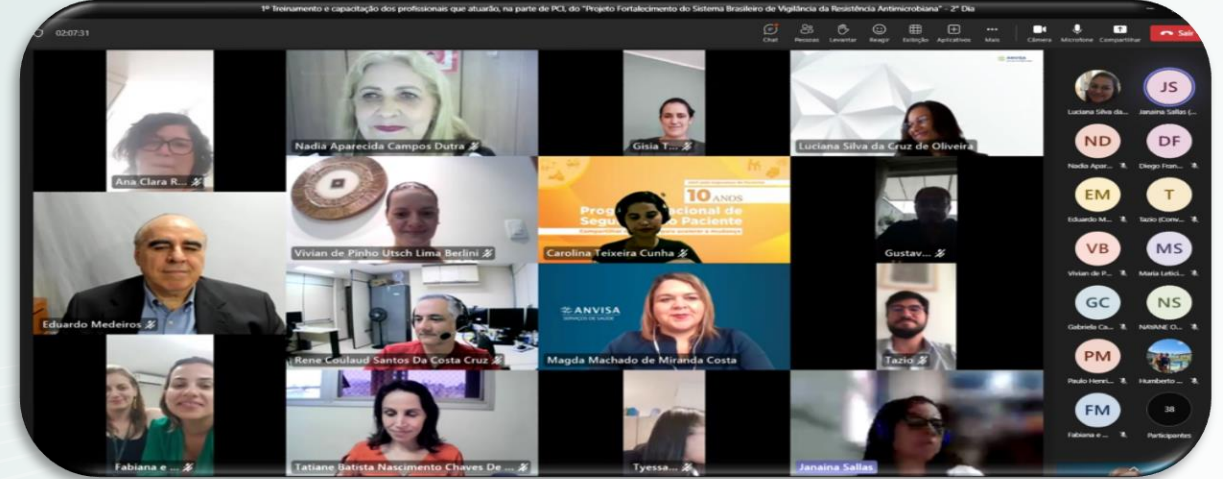 1º Treinamento e capacitação dos profissionais que atuarão, na parte de PCI, do "Projeto Fortalecimento do Sistema Brasileiro de Vigilância da Resistência Antimicrobiana" - 2º Dia
02:07:31
Chat Pessoas Levantar Reagir Exibição Aplicativos Mais Câmera Microfone Compartilhar Sair
Ana Clara R...
Nadia Aparecida Campos Dutra
Gisia T...
ANVISA
Luciana Silva da Cruz de Oliveira
Eduardo Medeiros
Vivian de Pinho Utsch Lima Berlini
10 ANOS
Carolina Teixeira Cunha
Gustav...
Rene Coulaud Santos Da Costa Cruz
ANVISA
SERVIÇOS DE SAÚDE
Magda Machado de Miranda Costa
Tazio
Fabiana e ...
Tatiane Batista Nascimento Chaves De ...
Tyessa...
Janaina Sallas
JS
Luciana Silva da... Janaina Sallas (...
ND DF
Nadia Apar... Diego Fran...
EM T
Eduardo M... Tazio (Conv...
VB MS
Vivian de P... Maria Letici...
GC NS
Gabriela Ca... NAYANE O...
PM
Paulo Henri... Humberto ...
FM 38
Fabiana e ... Participantes